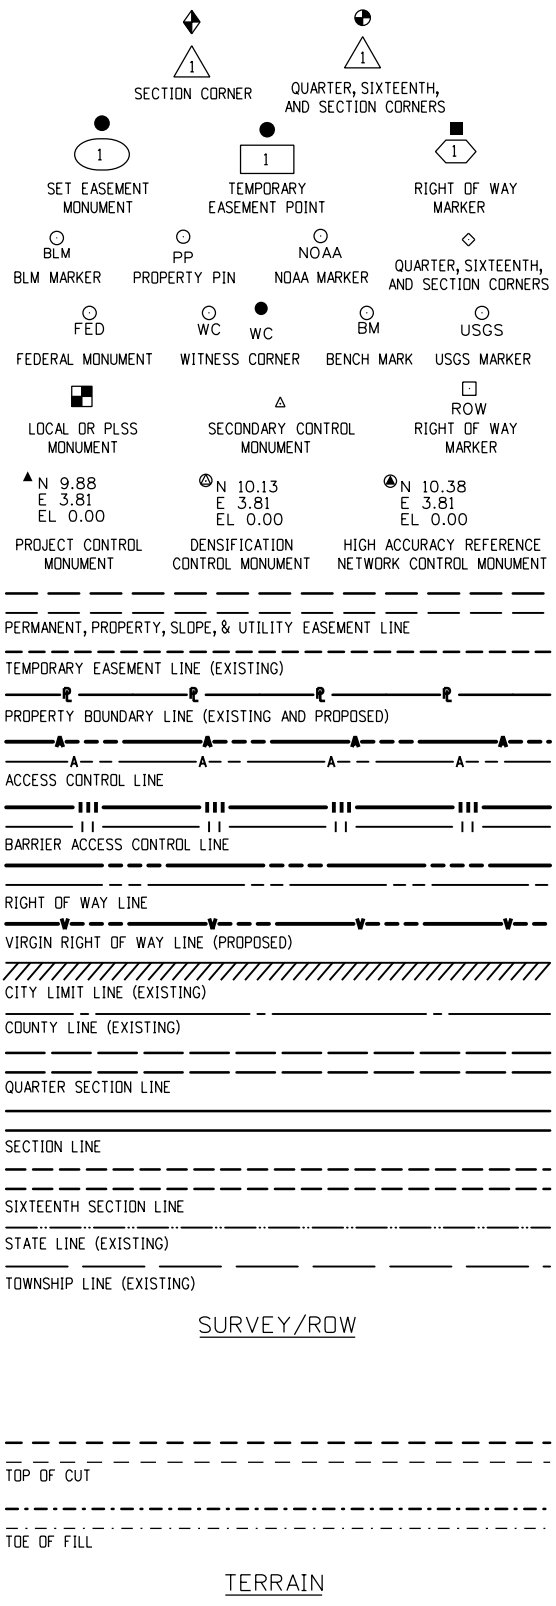 1
1
SECTION CORNER
QUARTER, SIXTEENTH,
AND SECTION CORNERS
1
1
1
SET EASEMENT
MONUMENT
TEMPORARY
EASEMENT POINT
RIGHT OF WAY
MARKER
BLM
PP
NOAA
BLM MARKER
PROPERTY PIN
NOAA MARKER
QUARTER, SIXTEENTH,
AND SECTION CORNERS
FED
WC
WC
BM
USGS
FEDERAL MONUMENT
WITNESS CORNER
BENCH MARK
USGS MARKER
ROW
LOCAL OR PLSS
MONUMENT
SECONDARY CONTROL
MONUMENT
RIGHT OF WAY
MARKER
N 9.88
E 3.81
EL 0.00
N 10.13
E 3.81
EL 0.00
N 10.38
E 3.81
EL 0.00
PROJECT CONTROL
MONUMENT
DENSIFICATION
CONTROL MONUMENT
HIGH ACCURACY REFERENCE
NETWORK CONTROL MONUMENT
PERMANENT, PROPERTY, SLOPE, & UTILITY EASEMENT LINE
TEMPORARY EASEMENT LINE (EXISTING)
PL PL PL PL
PROPERTY BOUNDARY LINE (EXISTING AND PROPOSED)
A A A A
A A A A
ACCESS CONTROL LINE
BARRIER ACCESS CONTROL LINE
RIGHT OF WAY LINE
V V V V
VIRGIN RIGHT OF WAY LINE (PROPOSED)
CITY LIMIT LINE (EXISTING)
COUNTY LINE (EXISTING)
QUARTER SECTION LINE
SECTION LINE
SIXTEENTH SECTION LINE
STATE LINE (EXISTING)
TOWNSHIP LINE (EXISTING)
SURVEY/ROW
TOP OF CUT
TOE OF FILL
TERRAIN